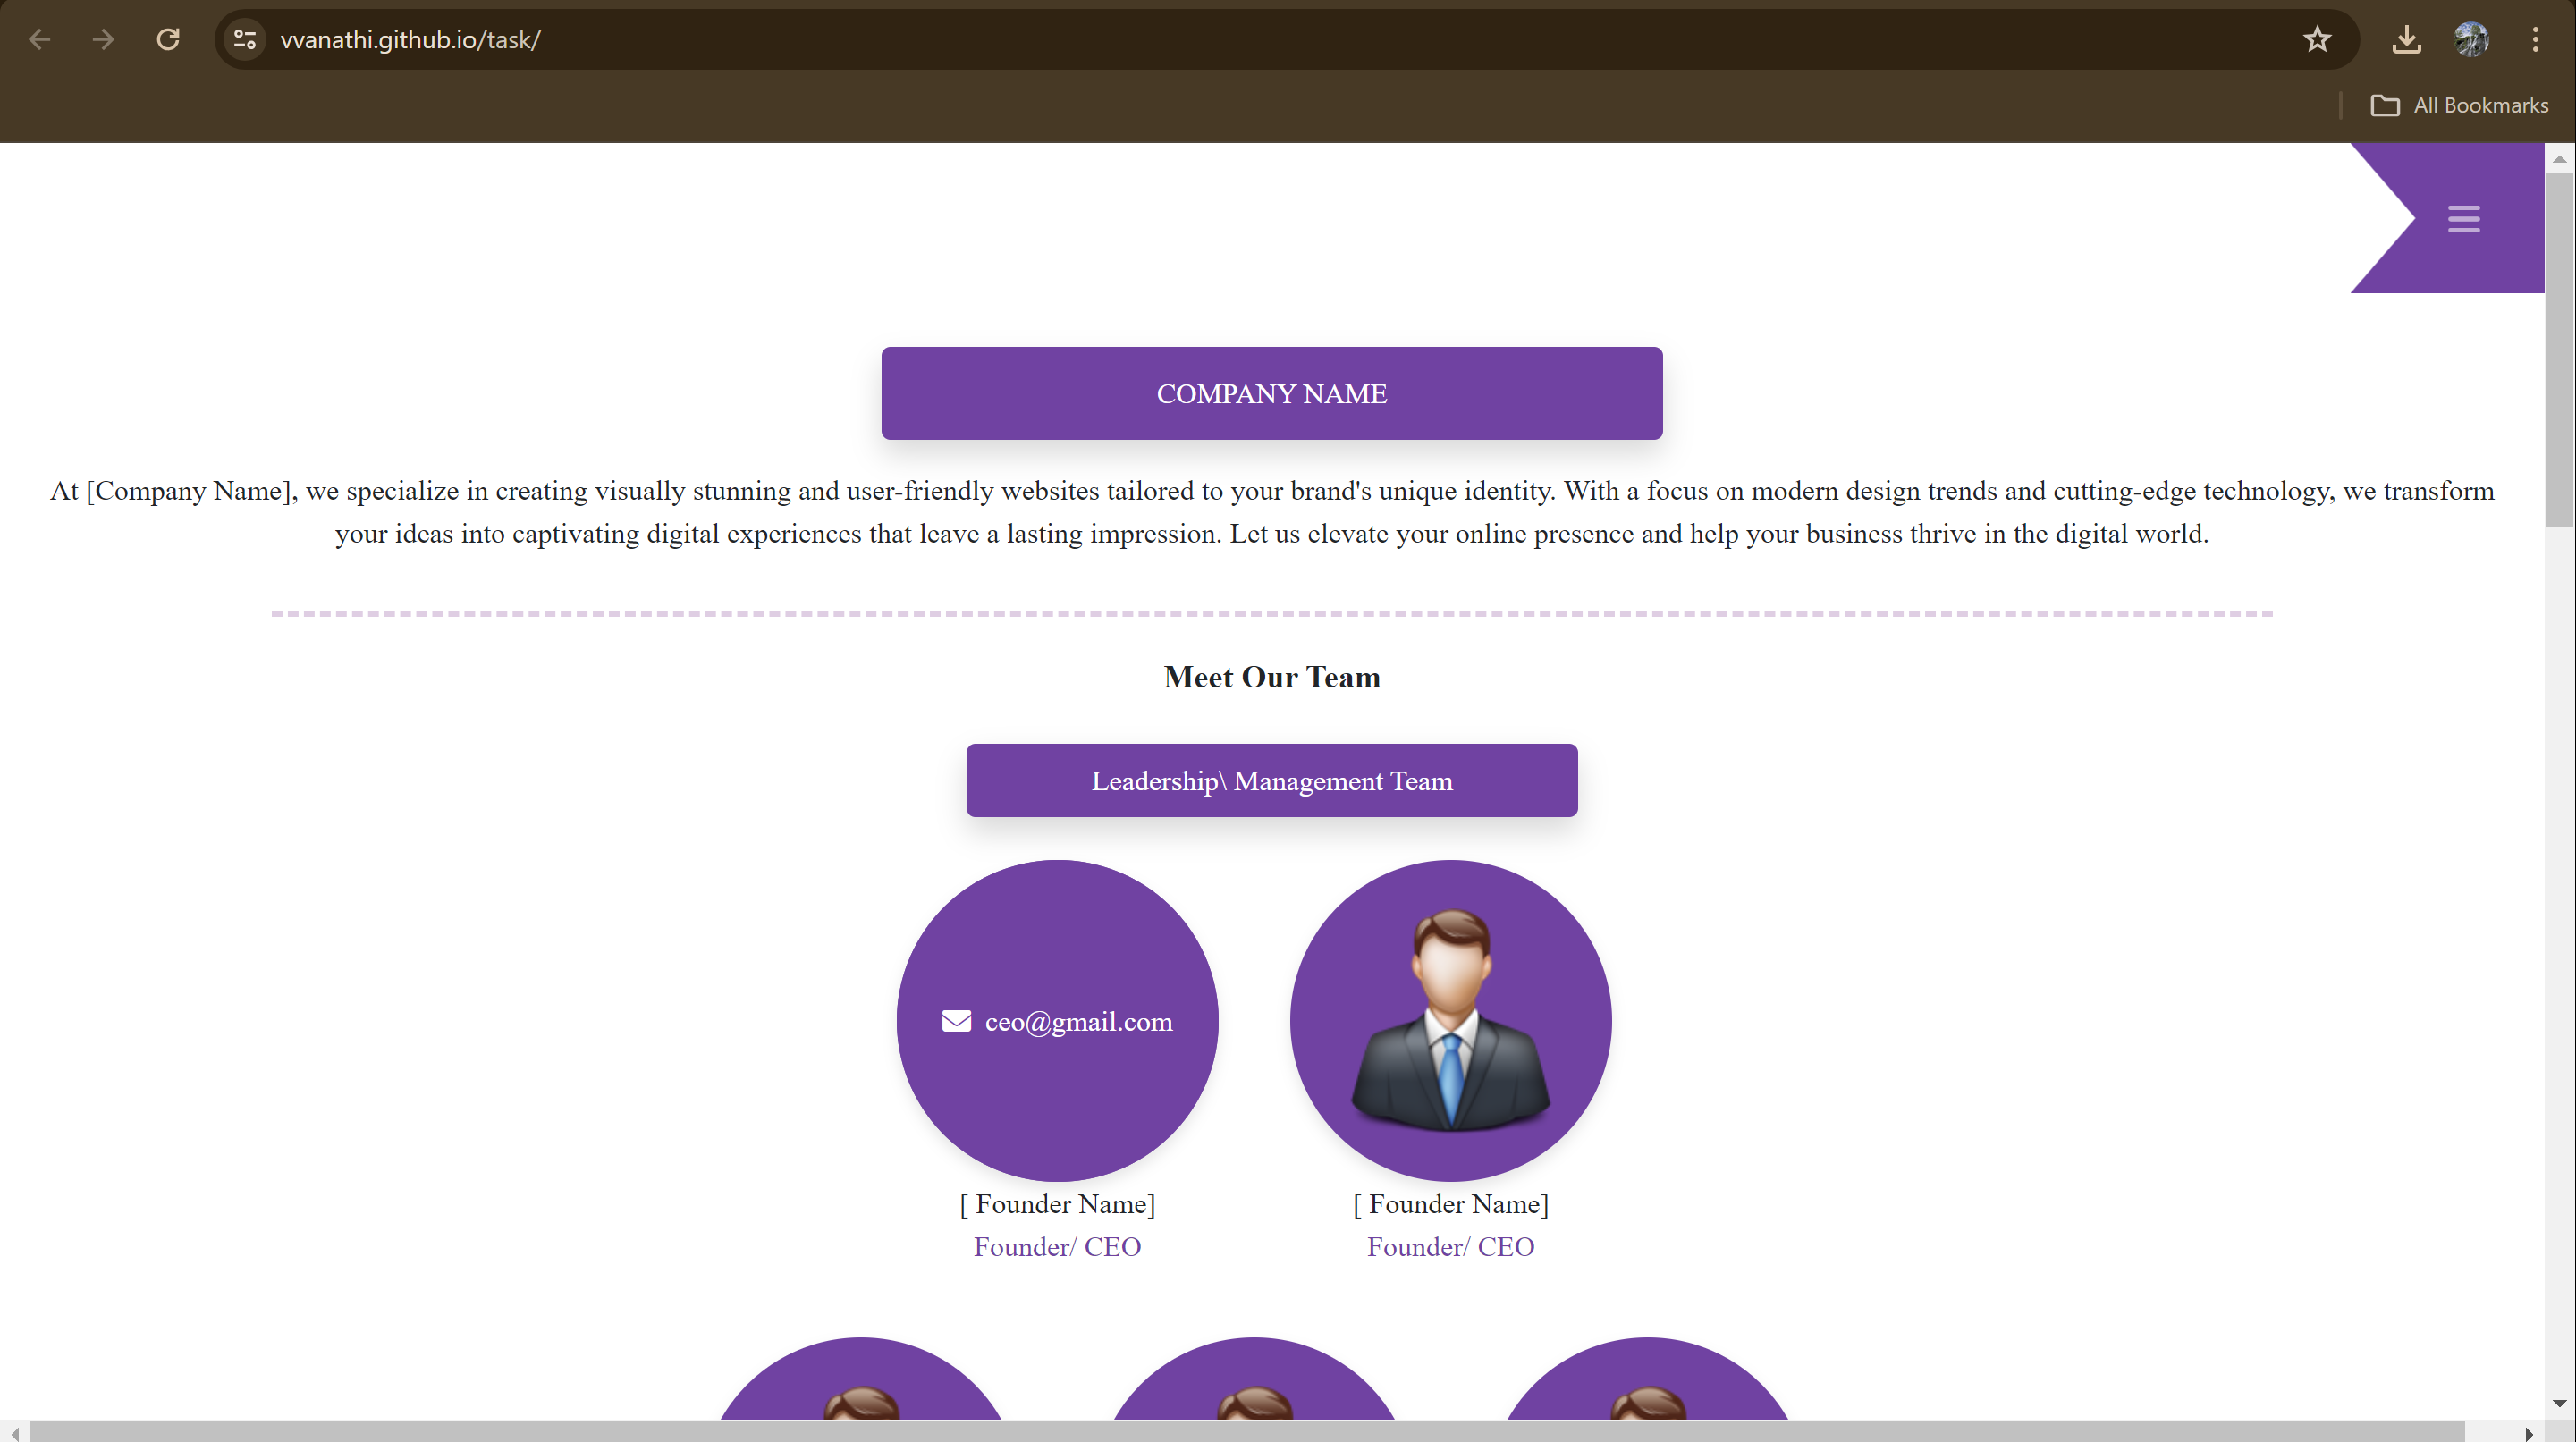 vvanathi.github.io/task/
All Bookmarks
COMPANY NAME
At [Company Name], we specialize in creating visually stunning and user-friendly websites tailored to your brand's unique identity. With a focus on modern design trends and cutting-edge technology, we transform
your ideas into captivating digital experiences that leave a lasting impression. Let us elevate your online presence and help your business thrive in the digital world.
Meet Our Team
Leadership\ Management Team
ceo@gmail.com
[ Founder Name]
Founder/ CEO
[ Founder Name]
Founder/ CEO